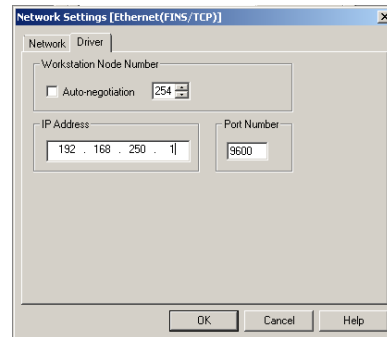 Network Settings [Ethernet(FINS/TCP)]
Network Driver
Workstation Node Number
Auto-negotiation 254
IP Address Port Number
192 . 168 . 250 . 1 9600
OK Cancel Help